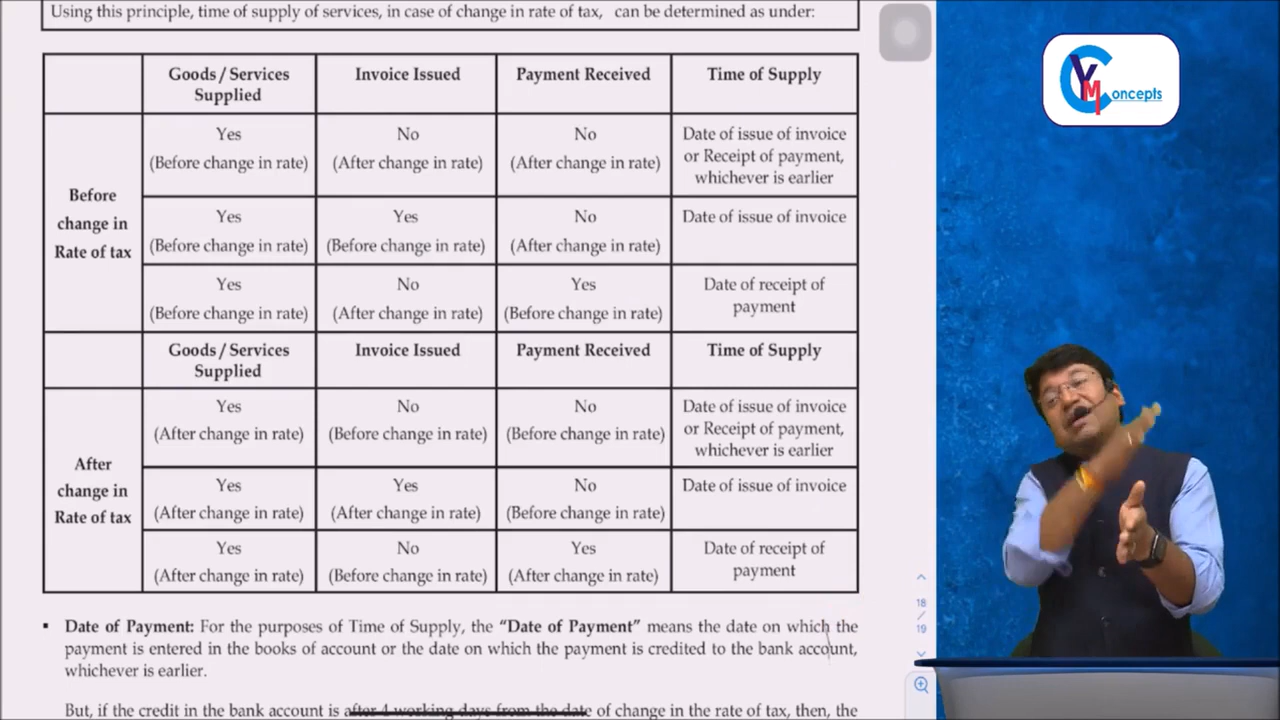 Using this principle, time of supply of services, in case of change in rate of tax, can be determined as under:
Goods / Services Supplied
Invoice Issued
Payment Received
Time of Supply
Before change in Rate of tax
Yes (Before change in rate)
No (After change in rate)
No (After change in rate)
Date of issue of invoice or Receipt of payment, whichever is earlier
Yes (Before change in rate)
Yes (Before change in rate)
No (After change in rate)
Date of issue of invoice
Yes (Before change in rate)
No (After change in rate)
Yes (Before change in rate)
Date of receipt of payment
Goods / Services Supplied
Invoice Issued
Payment Received
Time of Supply
After change in Rate of tax
Yes (After change in rate)
No (Before change in rate)
No (Before change in rate)
Date of issue of invoice or Receipt of payment, whichever is earlier
Yes (After change in rate)
Yes (After change in rate)
No (Before change in rate)
Date of issue of invoice
Yes (After change in rate)
No (Before change in rate)
Yes (After change in rate)
Date of receipt of payment
▪ Date of Payment: For the purposes of Time of Supply, the “Date of Payment” means the date on which the
payment is entered in the books of account or the date on which the payment is credited to the bank account,
whichever is earlier.
But, if the credit in the bank account is after 4 working days from the date of change in the rate of tax, then, the
YM Concepts
18
/
19